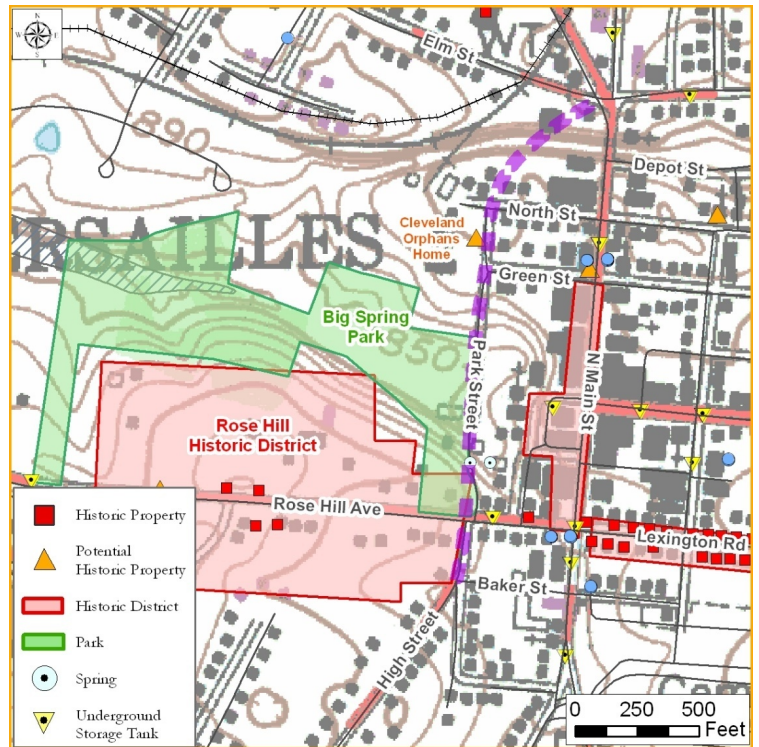 N
W
E
S
Elm St
NT
890
Depot St
North St
Cleveland
Orphans
Home
RSAILLES
Green St
Big Spring
Park
850
Park Street
N Main St
Rose Hill
Historic District
Rose Hill Ave
Lexington Rd
Baker St
High Street
Historic Property
Potential
Historic Property
Historic District
Park
Spring
Underground
Storage Tank
0 250 500
Feet